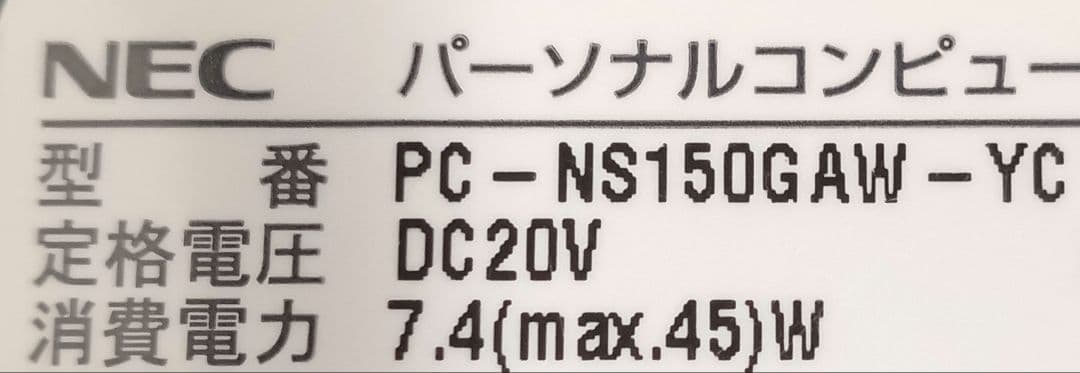 NEC パーソナルコンピュー
型番 PC-NS150GAW-YC
定格電圧 DC20V
消費電力 7.4(max.45)W